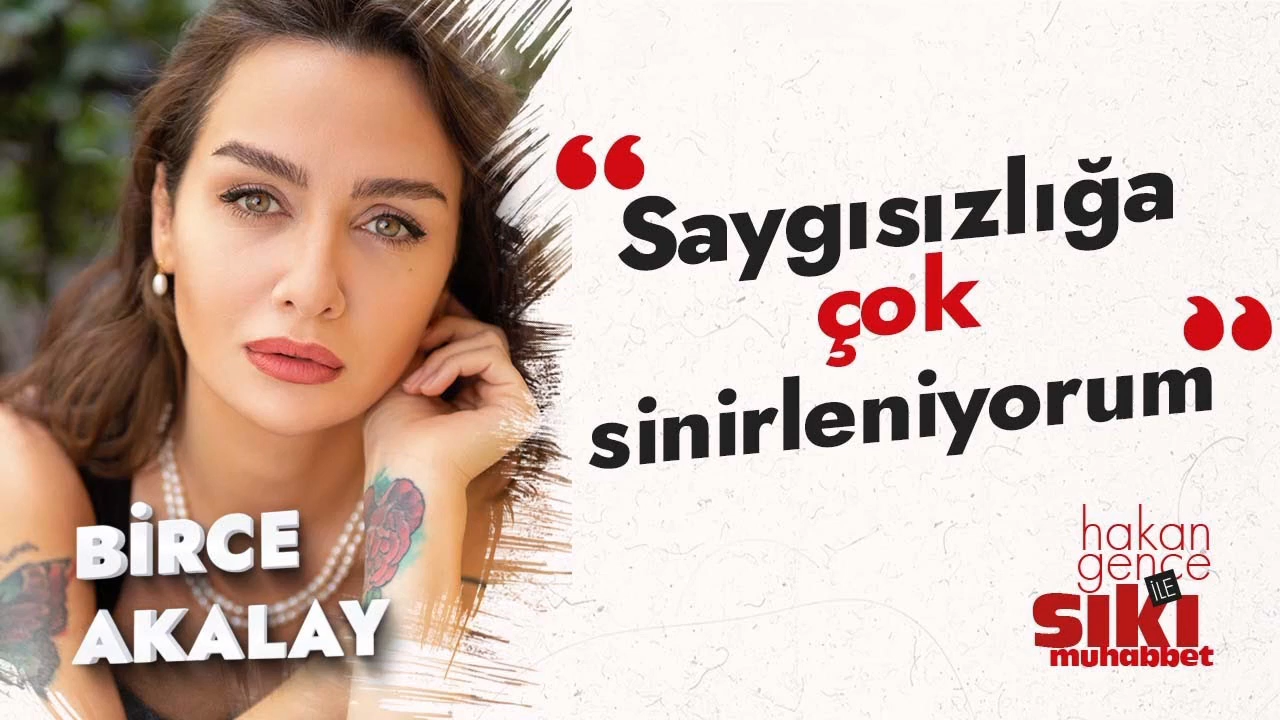 BİRCE
AKALAY
“Saygısızlığa
çok
sinirleniyorum”
hakan
gence
İLE
SIKI
muhabbet